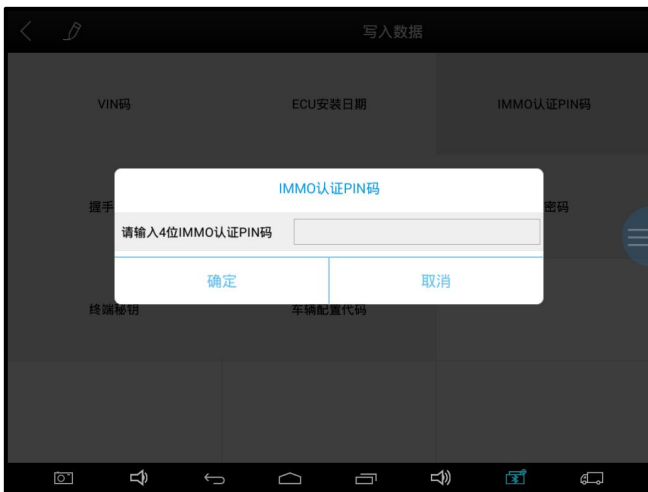 写入数据
VIN码
ECU安装日期
IMMO认证PIN码
IMMO认证PIN码
握手
密码
请输入4位IMMO认证PIN码
确定
取消
终端秘钥
车辆配置代码